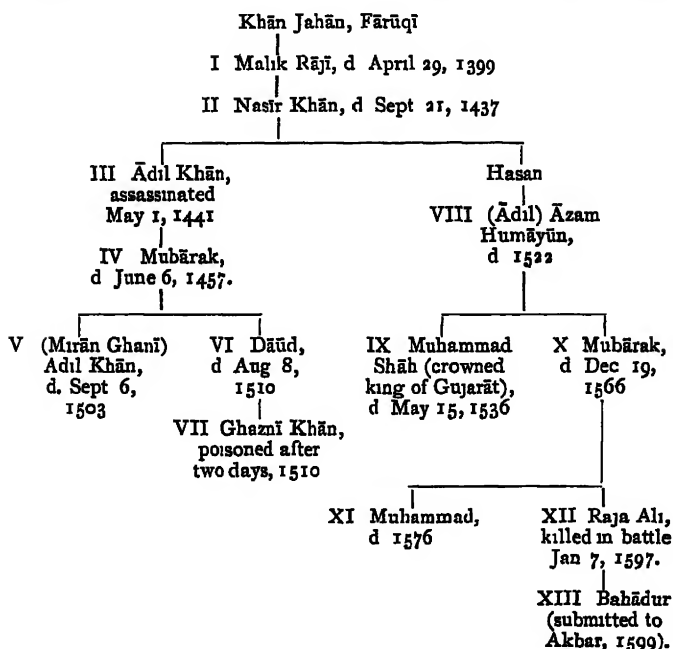 Khān Jahān, Fārūqī
I Malik Rājī, d April 29, 1399
II Nasīr Khān, d Sept 21, 1437
III Ādil Khān,
assassinated
May 1, 1441
Hasan
VIII (Ādil) Āzam
Humāyūn,
d 1522
IV Mubārak,
d June 6, 1457.
V (Mīrān Ghanī)
Adil Khān,
d. Sept 6,
1503
VI Dāūd,
d Aug 8,
1510
IX Muhammad
Shāh (crowned
king of Gujarāt),
d May 15, 1536
X Mubārak,
d Dec 19,
1566
VII Ghaznī Khān,
poisoned after
two days, 1510
XI Muhammad,
d 1576
XII Raja Alī,
killed in battle
Jan 7, 1597.
XIII Bahādur
(submitted to
Akbar, 1599).